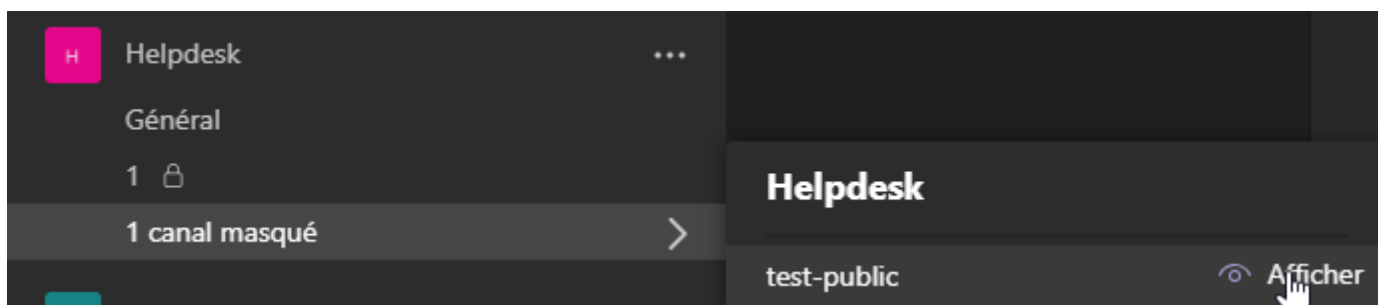 H Helpdesk ...
Général
1
1 canal masqué
Helpdesk
test-public Afficher